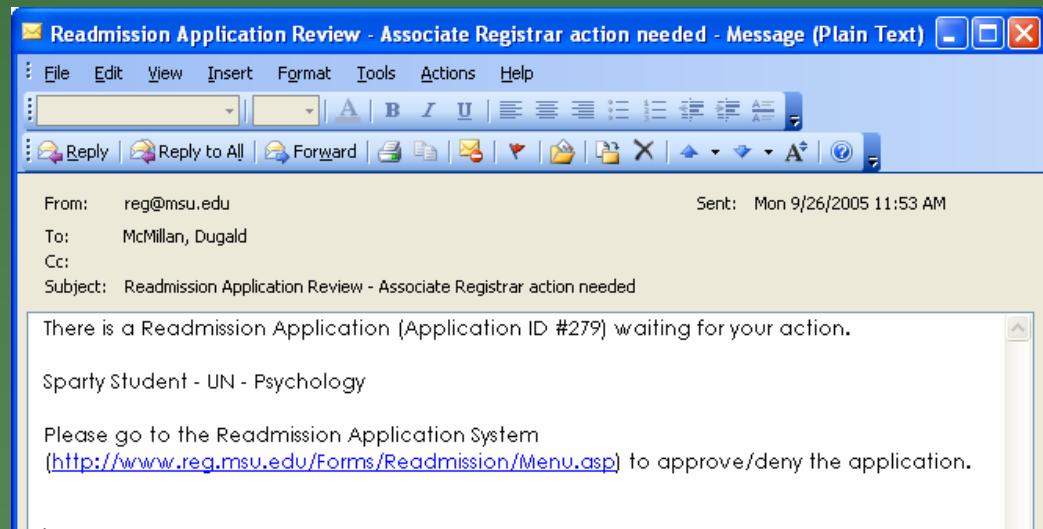 Readmission Application Review - Associate Registrar action needed - Message (Plain Text)
File Edit View Insert Format Tools Actions Help
A B I U
Reply Reply to All Forward A
From: reg@msu.edu Sent: Mon 9/26/2005 11:53 AM
To: McMillan, Dugald
Cc:
Subject: Readmission Application Review - Associate Registrar action needed
There is a Readmission Application (Application ID #279) waiting for your action.
Sparty Student - UN - Psychology
Please go to the Readmission Application System
(http://www.reg.msu.edu/Forms/Readmission/Menu.asp) to approve/deny the application.